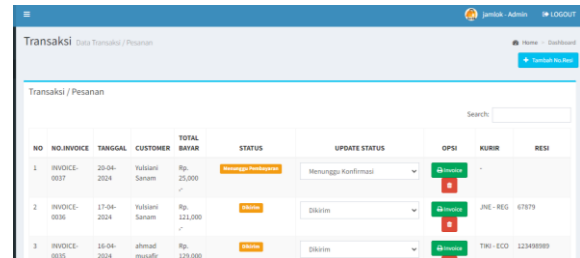 jamlok - Admin LOGOUT
Transaksi Data Transaksi / Pesanan
Home Dashboard
+ Tambah No.Resi
Transaksi / Pesanan
Search:
NO NO.INVOICE TANGGAL CUSTOMER TOTAL BAYAR STATUS UPDATE STATUS OPSI KURIR RESI
1 INVOICE-0037 20-04-2024 Yulsiani Sanam Rp. 25,000 ,- Menunggu Pembayaran Menunggu Konfirmasi Invoice -
2 INVOICE-0036 17-04-2024 Yulsiani Sanam Rp. 121,000 ,- Dikirim Dikirim Invoice JNE - REG 67879
3 INVOICE-0035 16-04-2024 ahmad musafir Rp. 129,000 Dikirim Dikirim Invoice TIKI - ECO 123498989